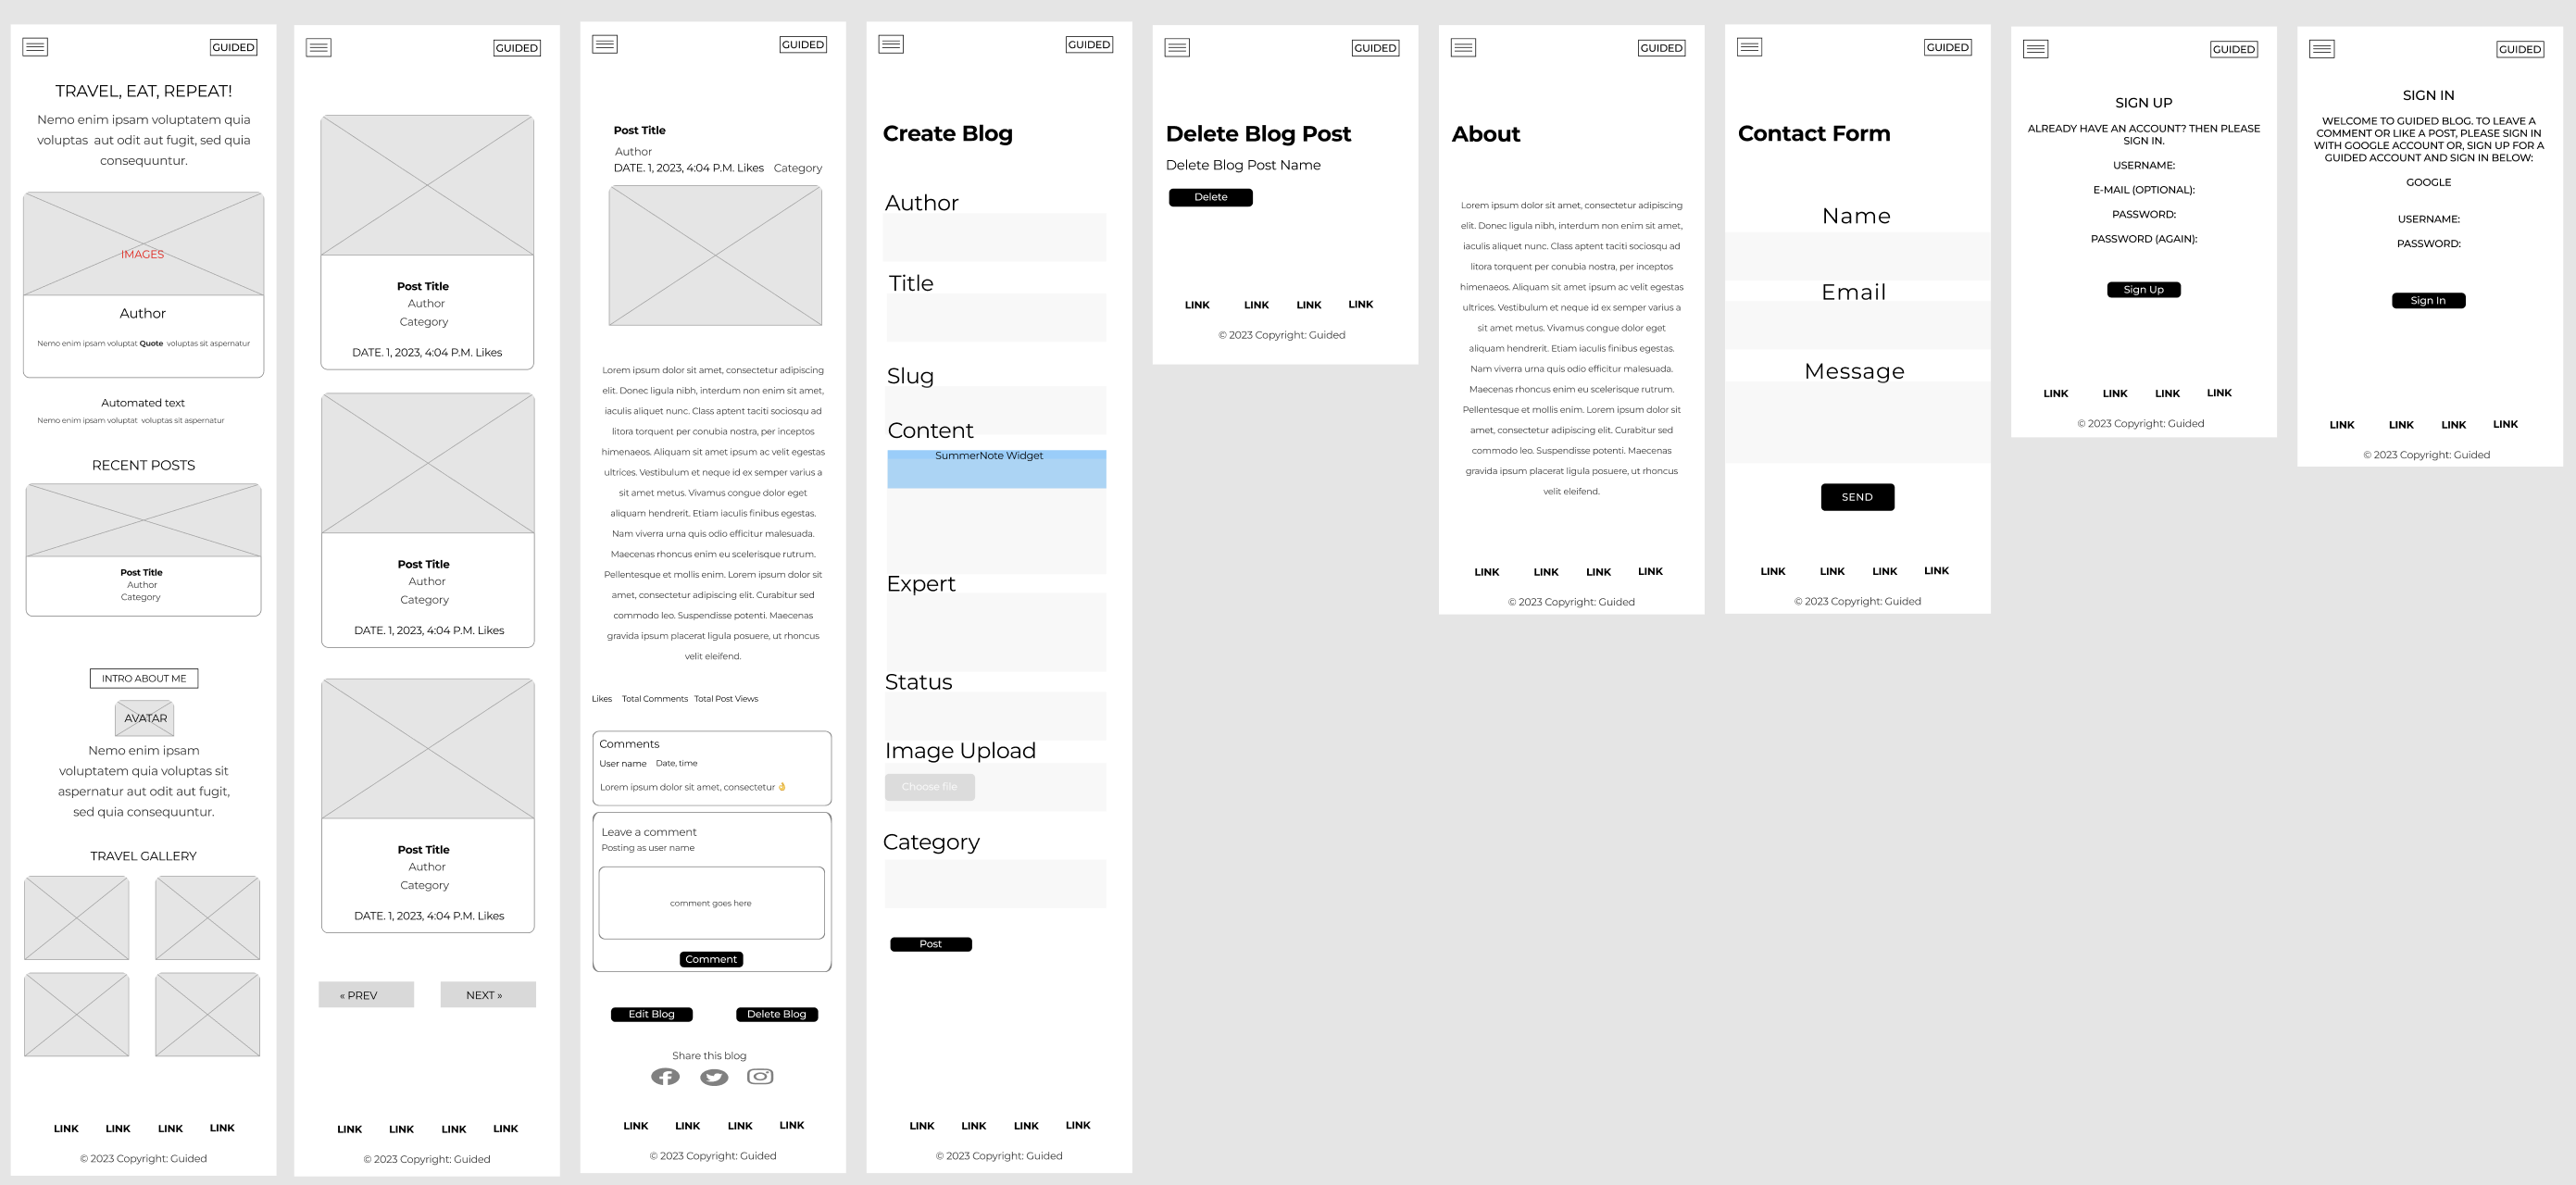 GUIDED
TRAVEL, EAT, REPEAT!
Nemo enim ipsam voluptatem quia
voluptas aut odit aut fugit, sed quia
consequuntur.
IMAGES
Author
Nemo enim ipsam voluptat Quote voluptas sit aspernatur
Automated text
Nemo enim ipsam voluptat voluptas sit aspernatur
RECENT POSTS
Post Title
Author
Category
INTRO ABOUT ME
AVATAR
Nemo enim ipsam
voluptatem quia voluptas sit
aspernatur aut odit aut fugit,
sed quia consequuntur.
TRAVEL GALLERY
LINK LINK LINK LINK
© 2023 Copyright: Guided
GUIDED
Post Title
Author
Category
DATE. 1, 2023, 4:04 P.M. Likes
Post Title
Author
Category
DATE. 1, 2023, 4:04 P.M. Likes
Post Title
Author
Category
DATE. 1, 2023, 4:04 P.M. Likes
« PREV NEXT »
LINK LINK LINK LINK
© 2023 Copyright: Guided
GUIDED
Post Title
Author
DATE. 1, 2023, 4:04 P.M. Likes Category
Lorem ipsum dolor sit amet, consectetur adipiscing
elit. Donec ligula nibh, interdum non enim sit amet,
iaculis aliquet nunc. Class aptent taciti sociosqu ad
litora torquent per conubia nostra, per inceptos
himenaeos. Aliquam sit amet ipsum ac velit egestas
ultrices. Vestibulum et neque id ex semper varius a
sit amet metus. Vivamus congue dolor eget
aliquam hendrerit. Etiam iaculis finibus egestas.
Nam viverra urna quis odio efficitur malesuada.
Maecenas rhoncus enim eu scelerisque rutrum.
Pellentesque et mollis enim. Lorem ipsum dolor sit
amet, consectetur adipiscing elit. Curabitur sed
commodo leo. Suspendisse potenti. Maecenas
gravida ipsum placerat ligula posuere, ut rhoncus
velit eleifend.
Likes Total Comments Total Post Views
Comments
User name Date, time
Lorem ipsum dolor sit amet, consectetur 👌
Leave a comment
Posting as user name
comment goes here
Comment
Edit Blog Delete Blog
Share this blog
LINK LINK LINK LINK
© 2023 Copyright: Guided
GUIDED
Create Blog
Author
Title
Slug
Content
SummerNote Widget
Expert
Status
Image Upload
Choose file
Category
Post
LINK LINK LINK LINK
© 2023 Copyright: Guided
GUIDED
Delete Blog Post
Delete Blog Post Name
Delete
LINK LINK LINK LINK
© 2023 Copyright: Guided
GUIDED
About
Lorem ipsum dolor sit amet, consectetur adipiscing
elit. Donec ligula nibh, interdum non enim sit amet,
iaculis aliquet nunc. Class aptent taciti sociosqu ad
litora torquent per conubia nostra, per inceptos
himenaeos. Aliquam sit amet ipsum ac velit egestas
ultrices. Vestibulum et neque id ex semper varius a
sit amet metus. Vivamus congue dolor eget
aliquam hendrerit. Etiam iaculis finibus egestas.
Nam viverra urna quis odio efficitur malesuada.
Maecenas rhoncus enim eu scelerisque rutrum.
Pellentesque et mollis enim. Lorem ipsum dolor sit
amet, consectetur adipiscing elit. Curabitur sed
commodo leo. Suspendisse potenti. Maecenas
gravida ipsum placerat ligula posuere, ut rhoncus
velit eleifend.
LINK LINK LINK LINK
© 2023 Copyright: Guided
GUIDED
Contact Form
Name
Email
Message
SEND
LINK LINK LINK LINK
© 2023 Copyright: Guided
GUIDED
SIGN UP
ALREADY HAVE AN ACCOUNT? THEN PLEASE
SIGN IN.
USERNAME:
E-MAIL (OPTIONAL):
PASSWORD:
PASSWORD (AGAIN):
Sign Up
LINK LINK LINK LINK
© 2023 Copyright: Guided
GUIDED
SIGN IN
WELCOME TO GUIDED BLOG. TO LEAVE A
COMMENT OR LIKE A POST, PLEASE SIGN IN
WITH GOOGLE ACCOUNT OR, SIGN UP FOR A
GUIDED ACCOUNT AND SIGN IN BELOW:
GOOGLE
USERNAME:
PASSWORD:
Sign In
LINK LINK LINK LINK
© 2023 Copyright: Guided